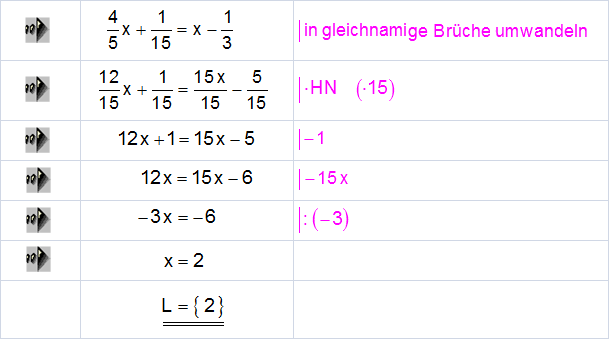 4/5 x + 1/15 = x − 1/3 | in gleichnamige Brüche umwandeln
12/15 x + 1/15 = 15x/15 − 5/15 | ·HN (·15)
12x + 1 = 15x − 5 | −1
12x = 15x − 6 | −15x
−3x = −6 | : (−3)
x = 2
L = {2}